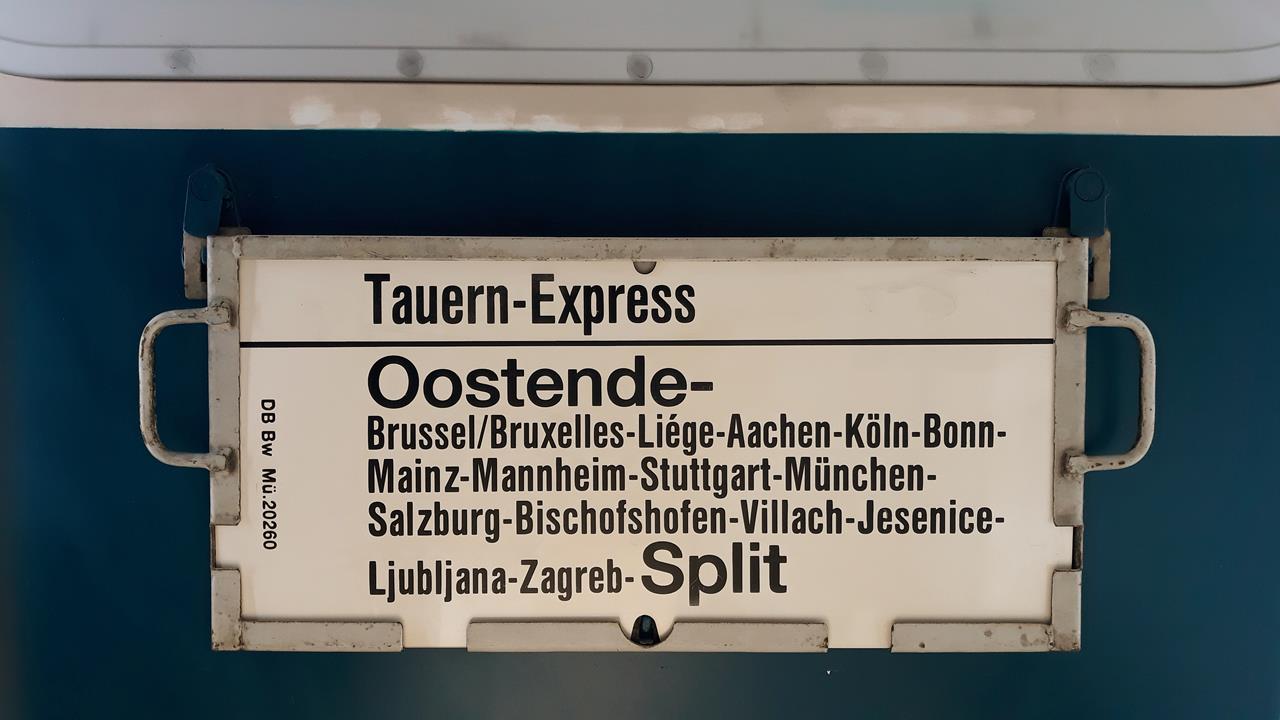 Tauern-Express
Oostende-
Brussel/Bruxelles-Liége-Aachen-Köln-Bonn-
Mainz-Mannheim-Stuttgart-München-
Salzburg-Bischofshofen-Villach-Jesenice-
Ljubljana-Zagreb-Split
DB Bw Mü.20260